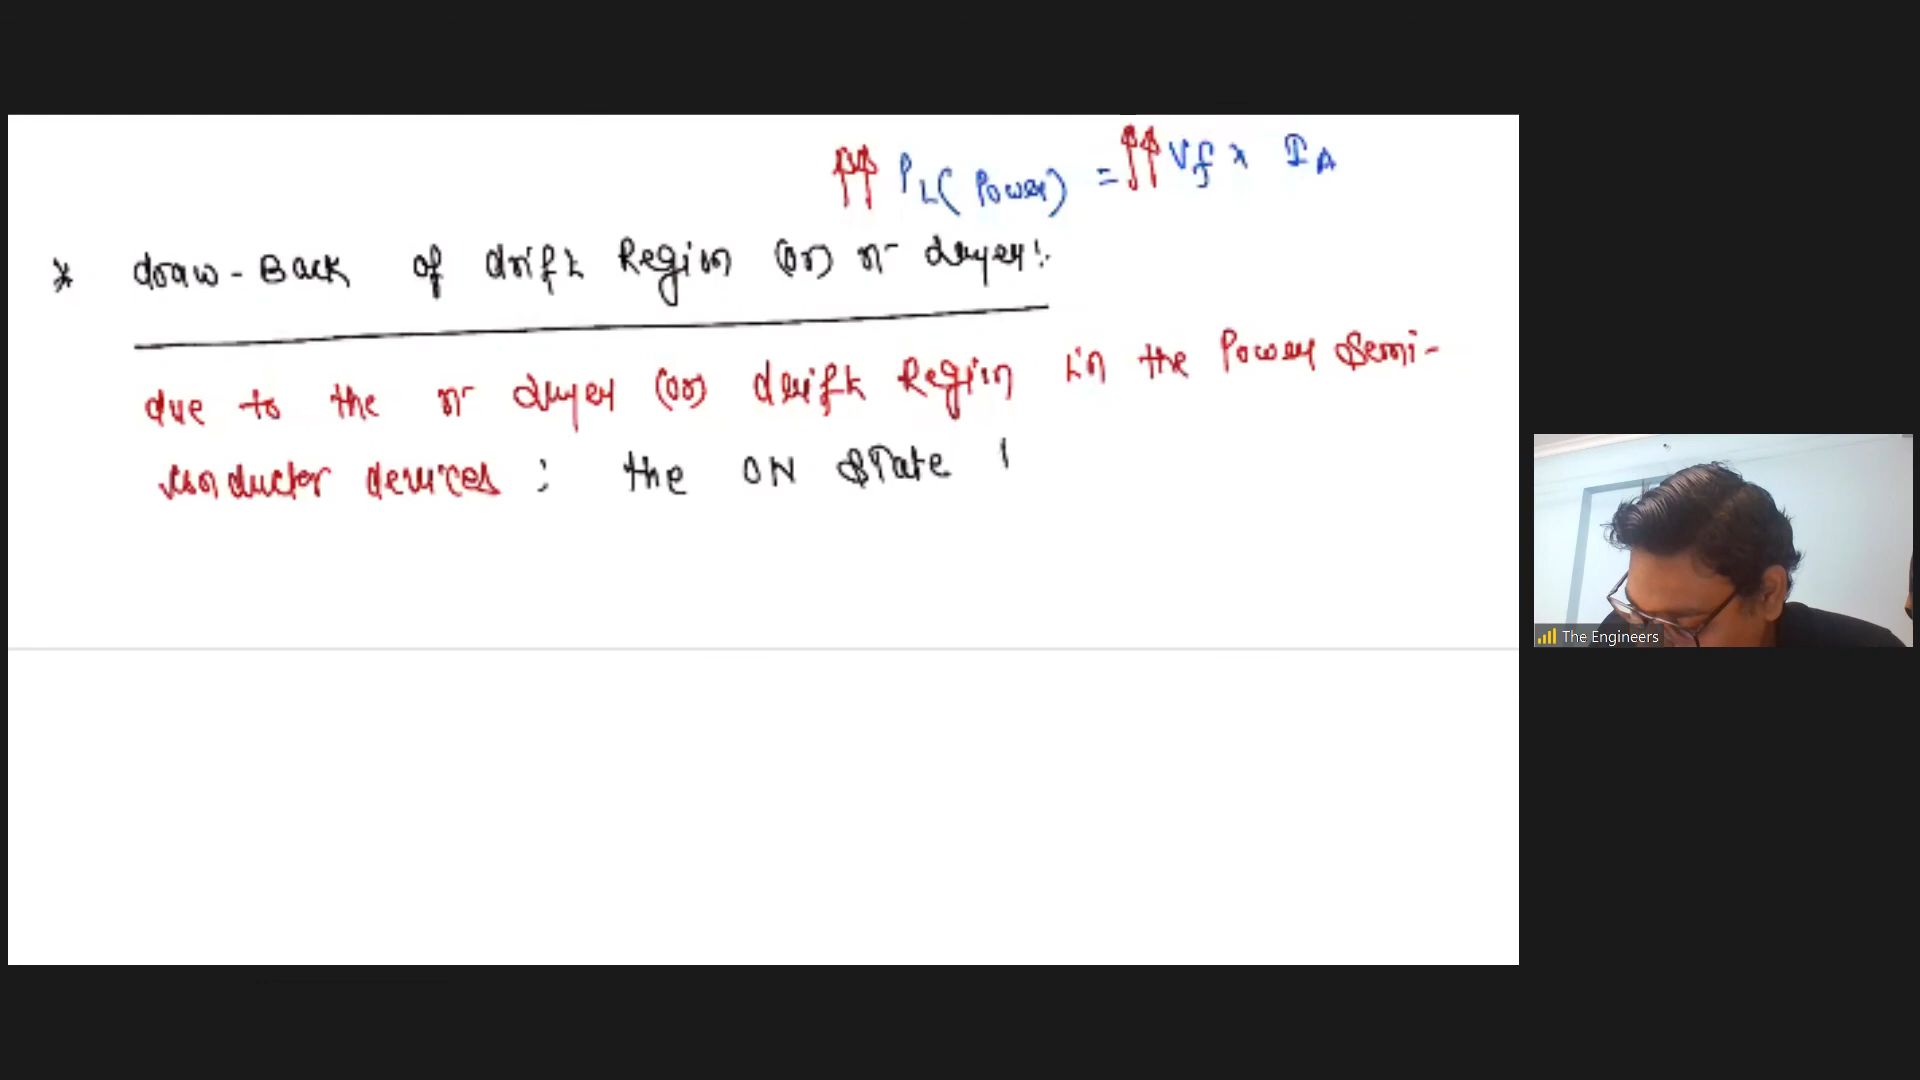 ↑↑ PL( Power) = ↑↑ Vf x IA
* draw-Back of drift Region (or) n⁻ layer:
due to the n⁻ layer (or) drift Region in the Power Semi-
conductor devices : the ON State
The Engineers